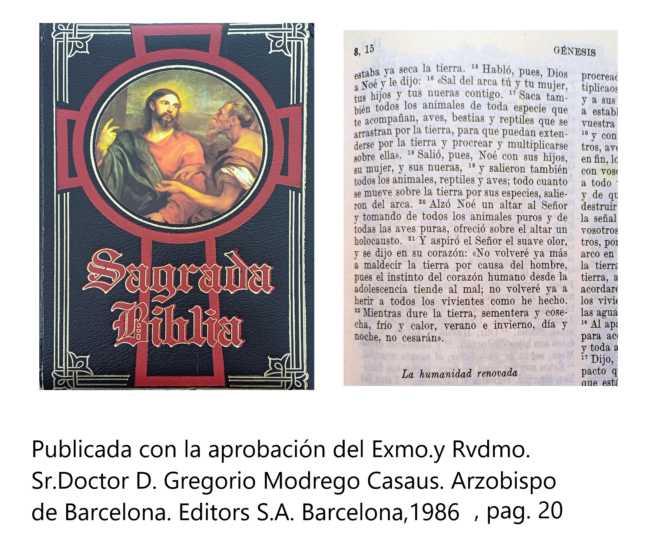 Sagrada
Biblia
8, 15
GÉNESIS
estaba ya seca la tierra. 15 Habló, pues, Dios
a Noé y le dijo: 16 «Sal del arca tú y tu mujer,
tus hijos y tus nueras contigo. 17 Saca tam-
bién todos los animales de toda especie que
te acompañan, aves, bestias y reptiles que se
arrastran por la tierra, para que puedan exten-
derse por la tierra y procrear y multiplicarse
sobre ella». 18 Salió, pues, Noé con sus hijos,
su mujer, y sus nueras, 19 y salieron también
todos los animales, reptiles y aves; todo cuanto
se mueve sobre la tierra por sus especies, salie-
ron del arca. 20 Alzó Noé un altar al Señor
y tomando de todos los animales puros y de
todas las aves puras, ofreció sobre el altar un
holocausto. 21 Y aspiró el Señor el suave olor,
y se dijo en su corazón: «No volveré ya más
a maldecir la tierra por causa del hombre,
pues el instinto del corazón humano desde la
adolescencia tiende al mal; no volveré ya a
herir a todos los vivientes como he hecho.
22 Mientras dure la tierra, sementera y cose-
cha, frío y calor, verano e invierno, día y
noche, no cesarán».
La humanidad renovada
procread
tiplicaos
y a sus
a estab
vuestra
10 y con
tros, ave
en fin, lo
con voso
a todo
y de qu
destruir
la señal
vosotros
tros, por
arco en
la tierra
tierra, a
acordaré
los vivie
las agua
16 Al apa
para ac
y toda a
17 Dijo,
pacto q
que está
Publicada con la aprobación del Exmo.y Rvdmo.
Sr.Doctor D. Gregorio Modrego Casaus. Arzobispo
de Barcelona. Editors S.A. Barcelona,1986 , pag. 20